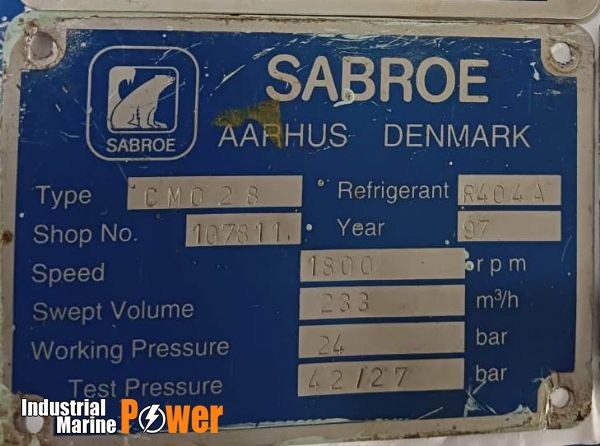 SABROE
SABROE
AARHUS DENMARK
Type CMO 28 Refrigerant R404A
Shop No. 107811. Year 97
Speed 1800 rpm
Swept Volume 233 m³/h
Working Pressure 24 bar
Test Pressure 42/27 bar
Industrial Marine Power